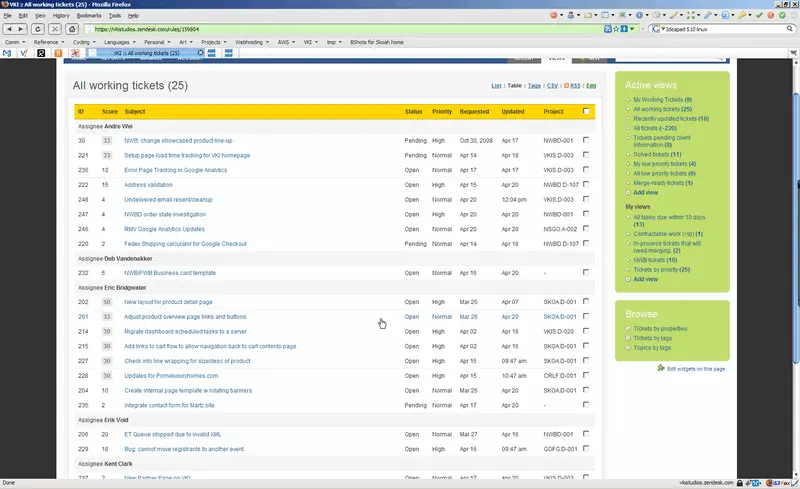 VKI :: All working tickets (25) - Mozilla Firefox
File Edit View History Bookmarks Tools Help
https://vkistudios.zendesk.com/rules/159804
Ideapad S10 linux
Comm Reference Cycling Languages Personal Art Projects Webhosting AWS VKI Imp BShots for Skoah home
VKI :: All working tickets (25)
All working tickets (25)
List | Table | Tags | CSV | RSS | Edit
ID Score Subject Status Priority Requested Updated Project
Assignee Andre Wei
30 33 NWB: change showcased product line-up Pending High Oct 30, 2008 Apr 17 NWBD-001
221 33 Setup page load time tracking for VKI homepage Pending Normal Apr 14 Apr 18 VKIS.D-003
236 12 Error Page Tracking in Google Analytics Open Normal Apr 17 Apr 17 VKIS.D-003
222 15 Address validation Open High Apr 15 Apr 20 NWBD.D-107
248 4 Undelivered email resent/cleanup Open Normal Apr 20 12:04 pm VKIS.D-003
247 4 NWBD order state investigation Open High Apr 20 Apr 20 NWBD-001
246 4 RMV Google Analytics Updates Open Normal Apr 20 Apr 20 NSGO.A-002
220 2 Fedex Shipping calculator for Google Checkout Pending Normal Apr 14 Apr 18 NWBD.D-107
Assignee Deb Vandenakker
232 6 NWB/FWB Business card template Open Normal Apr 15 Apr 20 -
Assignee Eric Bridgwater
202 50 New layout for product detail page Open High Mar 25 Apr 07 SKOA:D-001
201 33 Adjust product overview page links and buttons Open Normal Mar 25 Apr 20 SKOA:D-001
214 30 Migrate dashboard scheduled tasks to a server Open High Apr 02 Apr 16 VKIS.D-020
215 30 Add links to cart flow to allow navigation back to cart contents page Open High Apr 02 Apr 16 SKOA:D-001
227 30 Check into line wrapping for size/desc of product Open High Apr 15 09:47 am SKOA:D-001
228 30 Updates for Primeluxuryhomes.com Open High Apr 15 10:47 am CRLF.D-001
204 10 Create internal page template w rotating banners Open Normal Mar 25 Apr 20 SKOA:D-001
235 2 Integrate contact form for Martz site Pending Normal Apr 17 Apr 20 -
Assignee Erik Vold
206 20 ET Queue stopped due to invalid XML Open Normal Mar 27 Apr 16 NWBD-001
229 18 Bug: cannot move registrants to another event Open High Apr 15 09:47 am GOFG.D-001
Assignee Kent Clark
Active views
My Working Tickets (8)
All working tickets (25)
Recently updated tickets (16)
All tickets (~220)
Tickets pending client information (8)
Solved tickets (11)
My low priority tickets (4)
All low priority tickets (6)
Merge-ready tickets (1)
Add view
My views
All tasks due within 10 days (13)
Contractable work (>lp) (1)
In-process tickets that will need merging. (2)
NWB tickets (10)
Tickets by priority (25)
Add view
Browse
Tickets by properties
Tickets by tags
Topics by tags
Edit widgets on this page
Done
vkistudios.zendesk.com